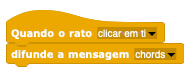 Quando o rato clicar em ti
difunde a mensagem chords